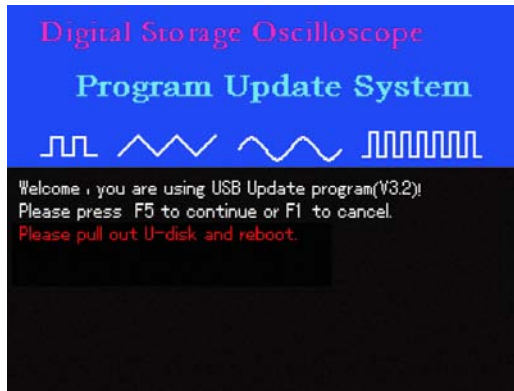 Digital Storage Oscilloscope
Program Update System
Welcome , you are using USB Update program(V3.2)!
Please press F5 to continue or F1 to cancel.
Please pull out U-disk and reboot.